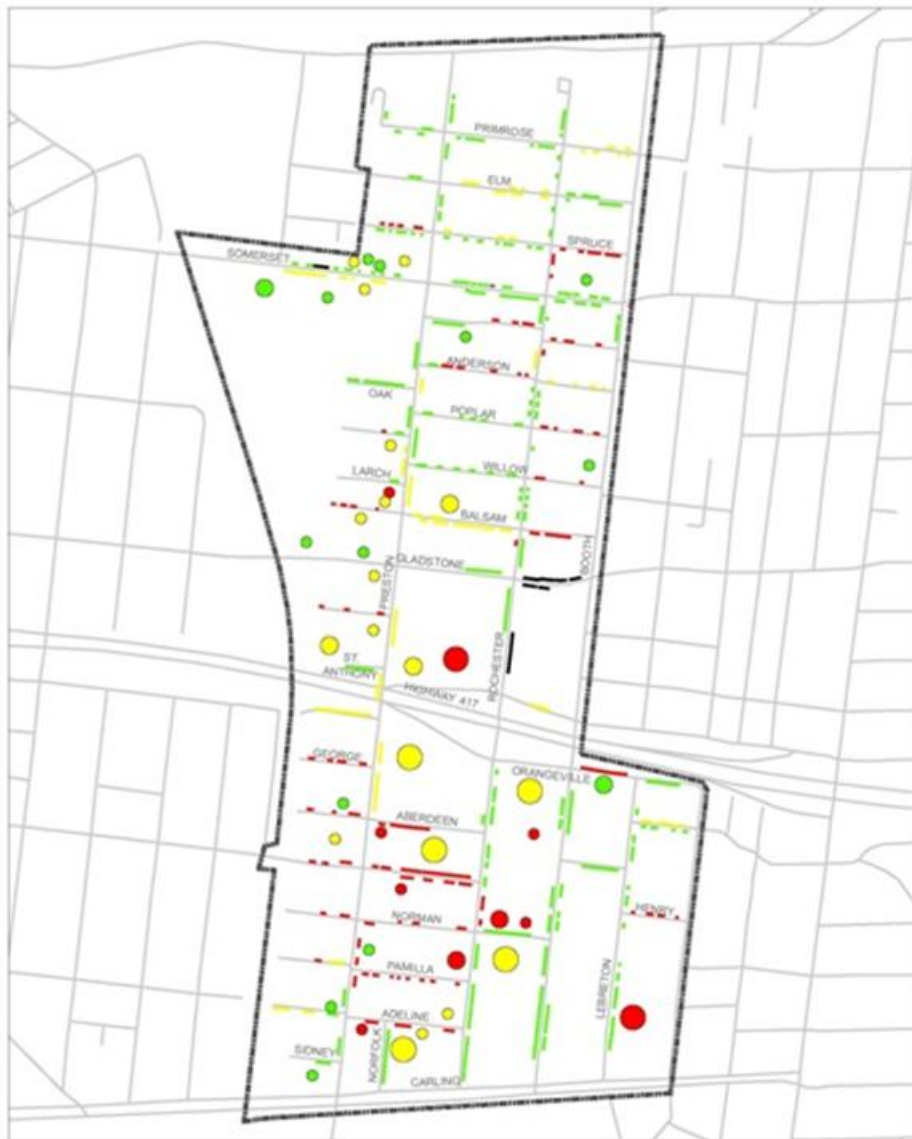 PRIMROSE
ELM
SPRUCE
SOMERSET
ANDERSON
OAK
POPLAR
WILLOW
LARCH
BALSAM
GLADSTONE
BOOTH
PRESTON
ROCHESTER
ST.
ANTHONY
HIGHWAY 417
GEORGE
ORANGEVILLE
ABERDEEN
HENRY
NORMAN
PAMILLA
LEBRETON
ADELINE
SIDNEY
NORFOLK
CARLING